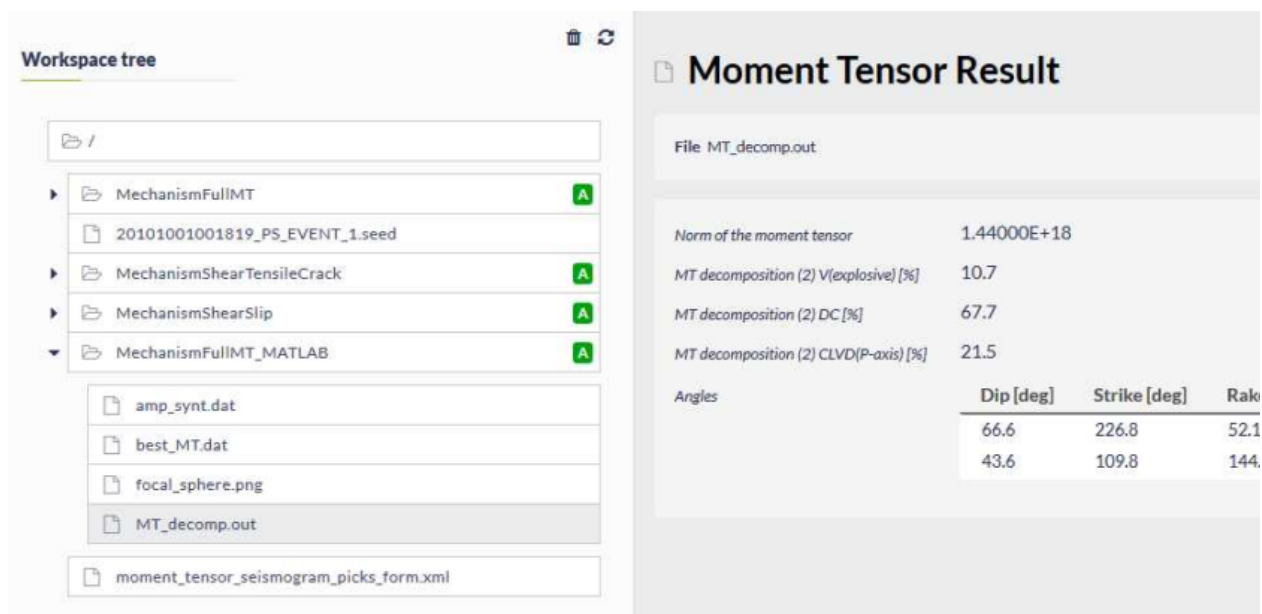 Workspace tree
/
MechanismFullMT A
20101001001819_PS_EVENT_1.seed
MechanismShearTensileCrack A
MechanismShearSlip A
MechanismFullMT_MATLAB A
amp_synt.dat
best_MT.dat
focal_sphere.png
MT_decomp.out
moment_tensor_seismogram_picks_form.xml
Moment Tensor Result
File MT_decomp.out
Norm of the moment tensor 1.44000E+18
MT decomposition (2) V(explosive) [%] 10.7
MT decomposition (2) DC [%] 67.7
MT decomposition (2) CLVD(P-axis) [%] 21.5
Angles Dip [deg] Strike [deg] Rak
66.6 226.8 52.1
43.6 109.8 144.